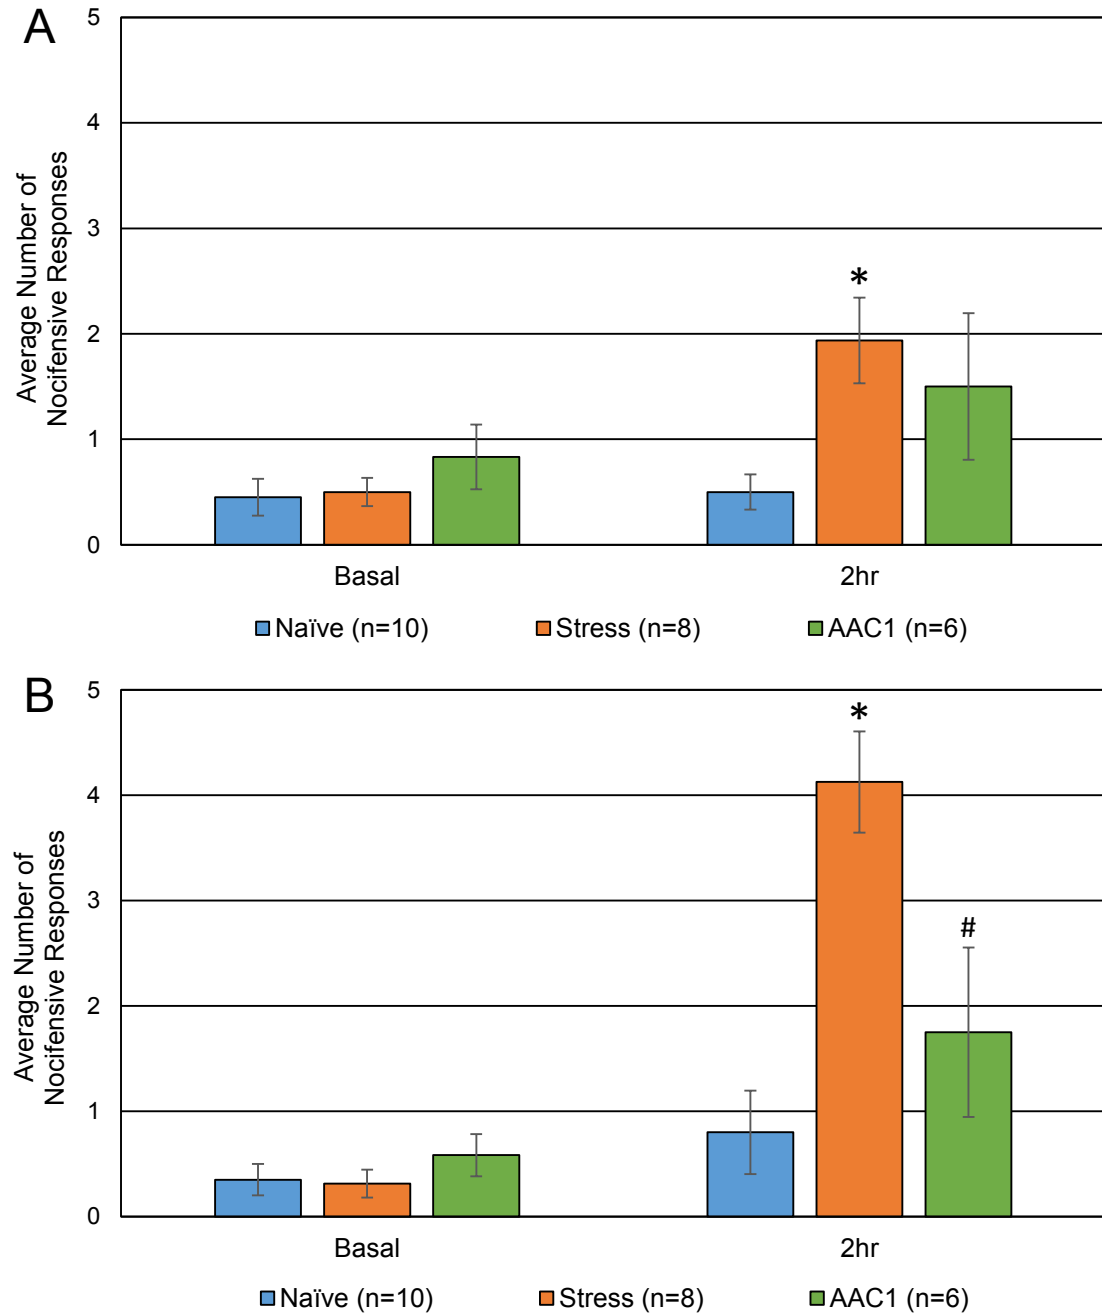 A
5
4
3
2
1
0
Average Number of
Nocifensive Responses
*
Basal
2hr
Naïve (n=10)
Stress (n=8)
AAC1 (n=6)
B
5
4
3
2
1
0
Average Number of
Nocifensive Responses
*
#
Basal
2hr
Naïve (n=10)
Stress (n=8)
AAC1 (n=6)